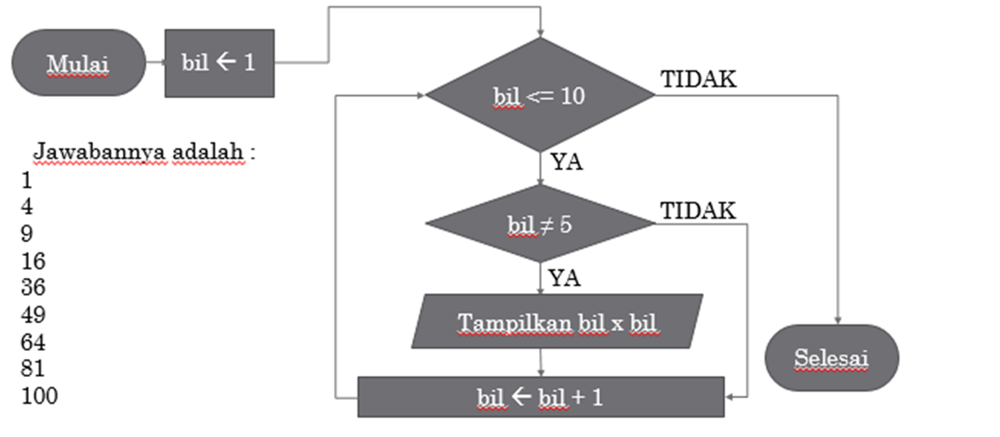 Mulai
bil ← 1
bil <= 10
TIDAK
YA
bil ≠ 5
TIDAK
YA
Tampilkan bil x bil
bil ← bil + 1
Selesai
Jawabannya adalah :
1
4
9
16
36
49
64
81
100